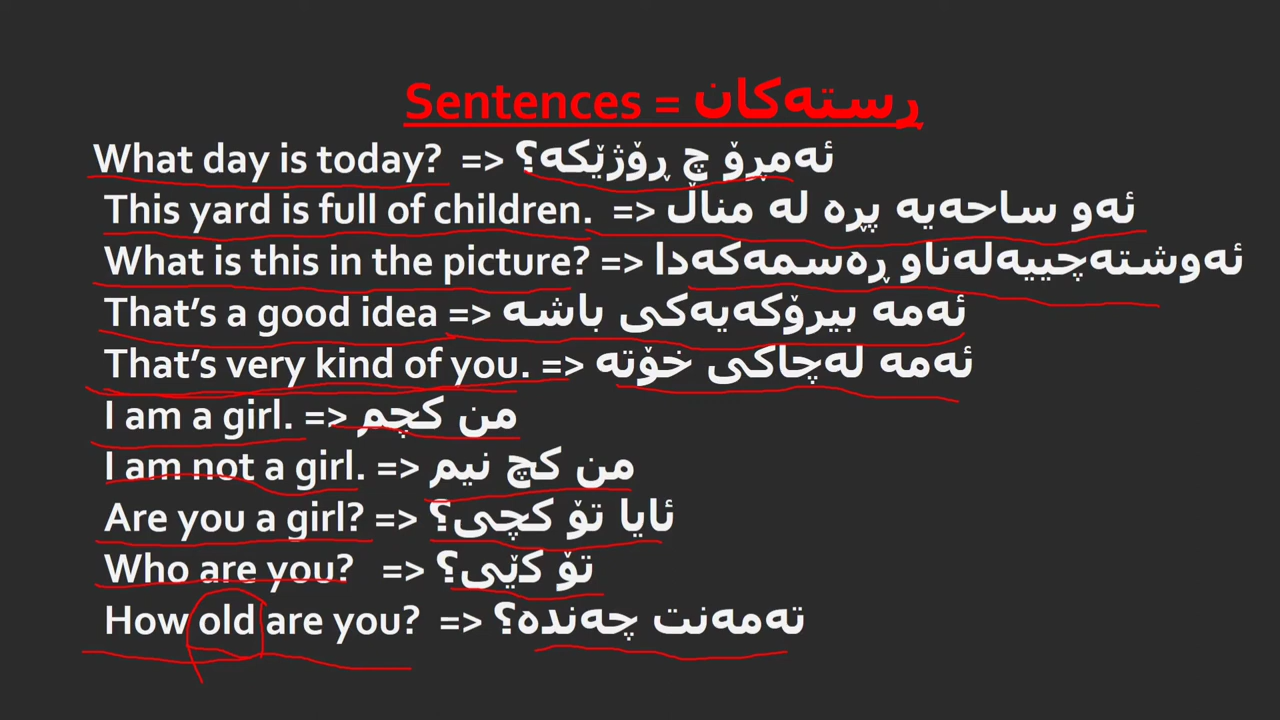 Sentences = ڕستەکان
What day is today? => ئەمڕۆ چ ڕۆژێکە؟
This yard is full of children. => ئەو ساحەیە پڕە لە مناڵ
What is this in the picture? => ئەوشتەچییەلەناو ڕەسمەکەدا
That's a good idea => ئەمە بیرۆکەیەکی باشە
That's very kind of you. => ئەمە لەچاکی خۆتە
I am a girl. => من کچم
I am not a girl. => من کچ نیم
Are you a girl? => ئایا تۆ کچی؟
Who are you? => تۆ کێی؟
How old are you? => تەمەنت چەندە؟